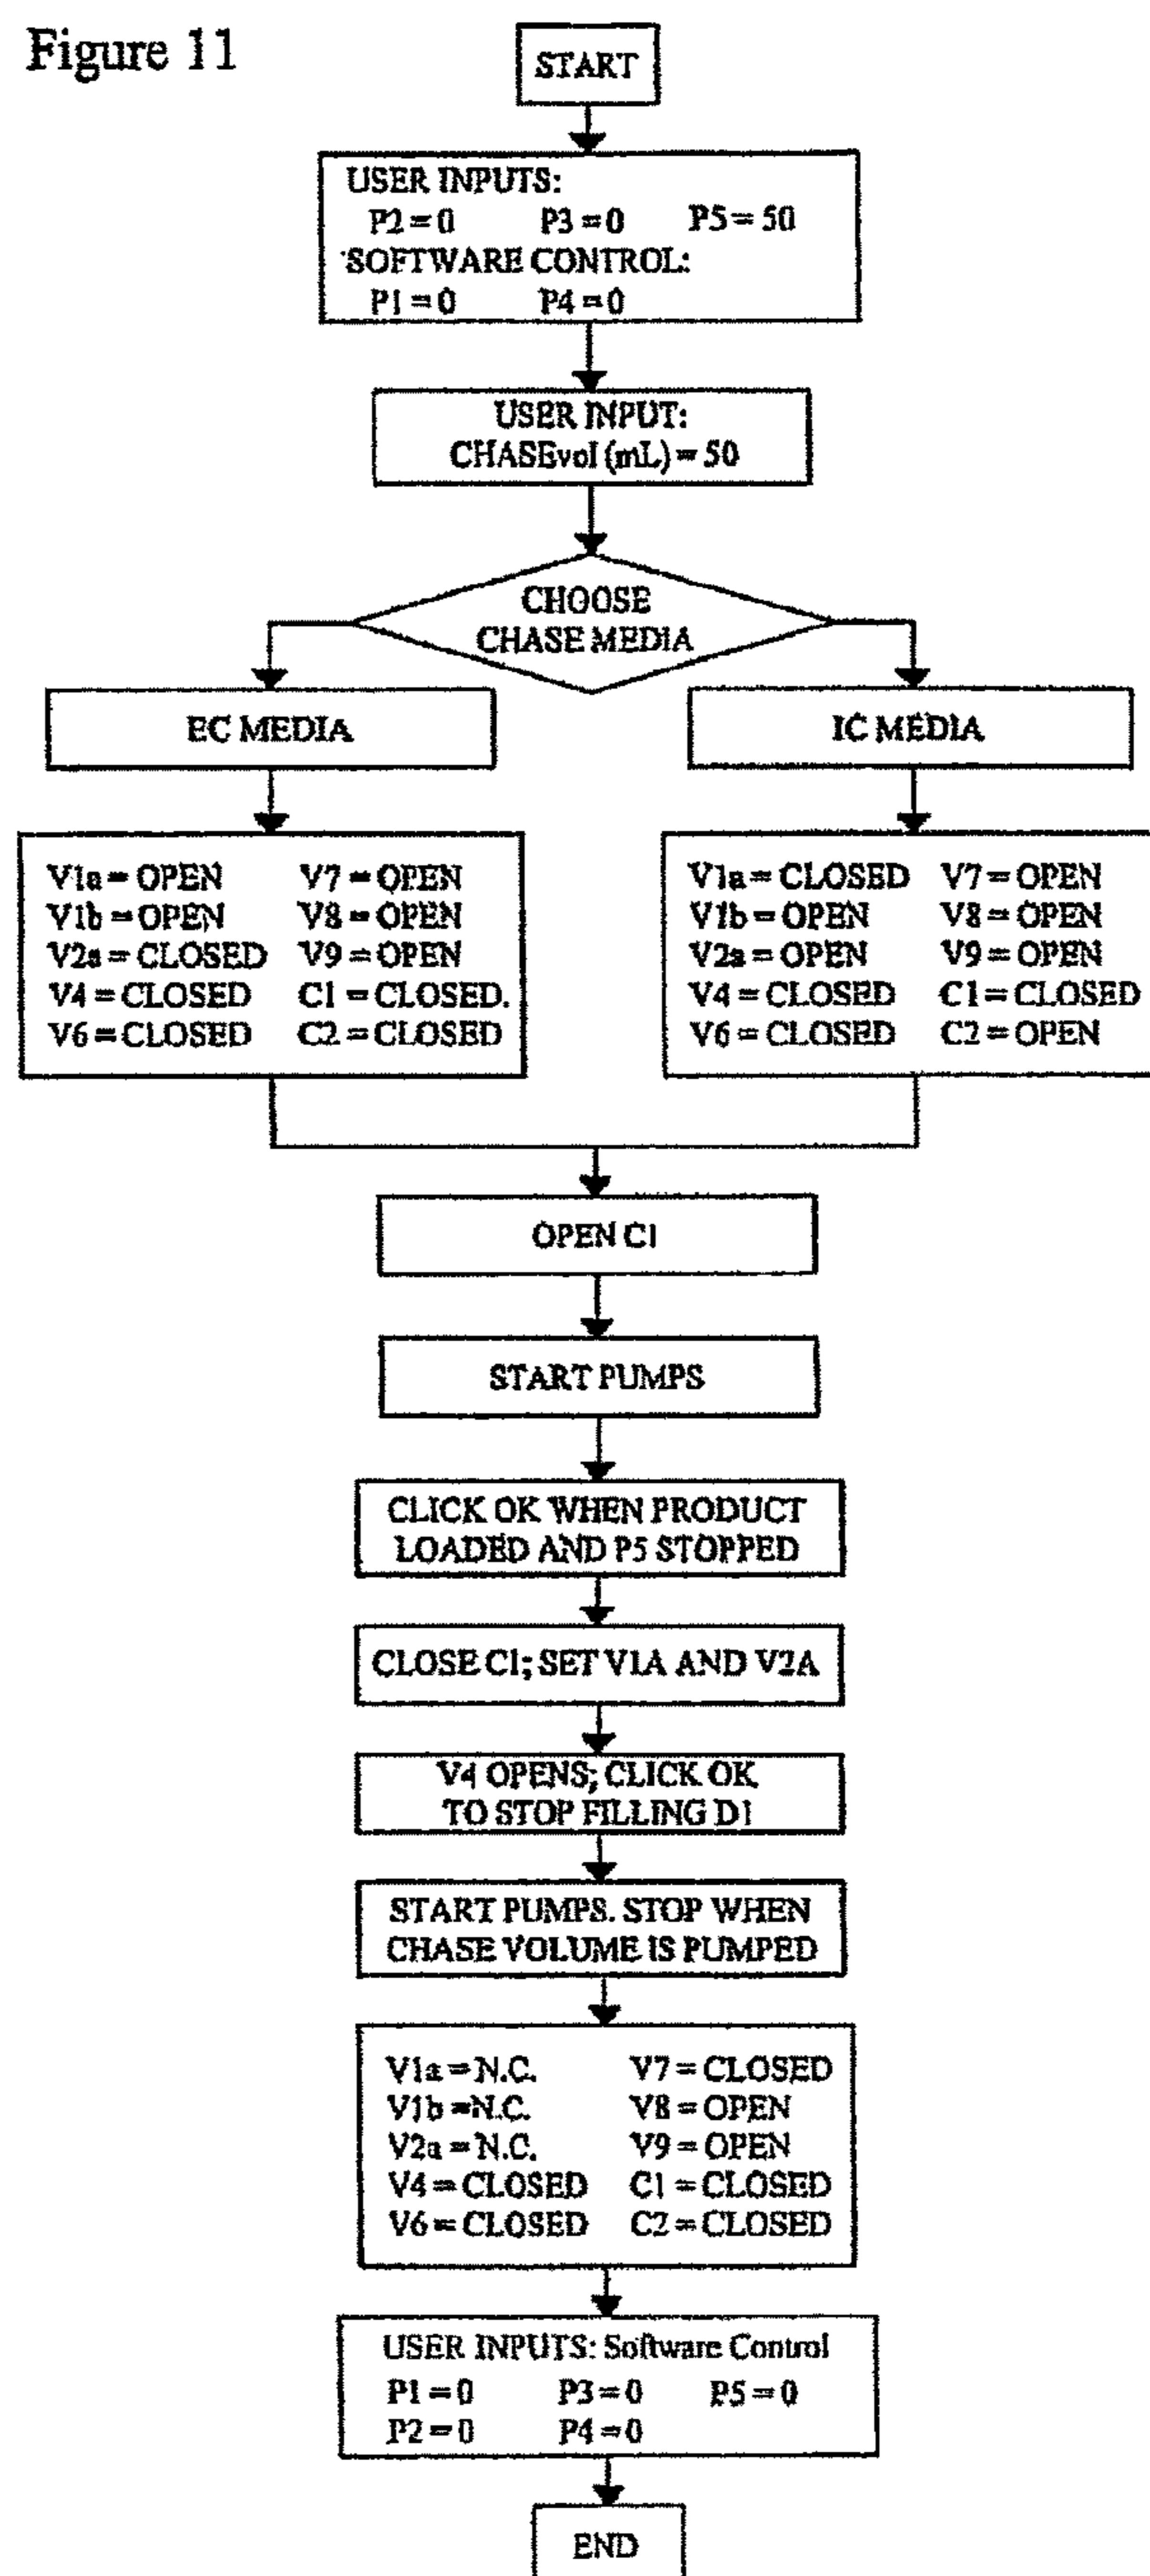 Figure 11
START
USER INPUTS:
P2 = 0 P3 = 0 P5 = 50
SOFTWARE CONTROL:
P1 = 0 P4 = 0
USER INPUT:
CHASEvol (mL) = 50
CHOOSE
CHASE MEDIA
EC MEDIA
IC MEDIA
V1a = OPEN V7 = OPEN
V1b = OPEN V8 = OPEN
V2a = CLOSED V9 = OPEN
V4 = CLOSED C1 = CLOSED.
V6 = CLOSED C2 = CLOSED
V1a = CLOSED V7 = OPEN
V1b = OPEN V8 = OPEN
V2a = OPEN V9 = OPEN
V4 = CLOSED C1 = CLOSED
V6 = CLOSED C2 = OPEN
OPEN C1
START PUMPS
CLICK OK WHEN PRODUCT
LOADED AND P5 STOPPED
CLOSE C1; SET V1A AND V2A
V4 OPENS; CLICK OK
TO STOP FILLING D1
START PUMPS. STOP WHEN
CHASE VOLUME IS PUMPED
V1a = N.C. V7 = CLOSED
V1b =N.C. V8 = OPEN
V2a = N.C. V9 = OPEN
V4 = CLOSED C1 = CLOSED
V6 = CLOSED C2 = CLOSED
USER INPUTS: Software Control
P1 = 0 P3 = 0 P5 = 0
P2 = 0 P4 = 0
END